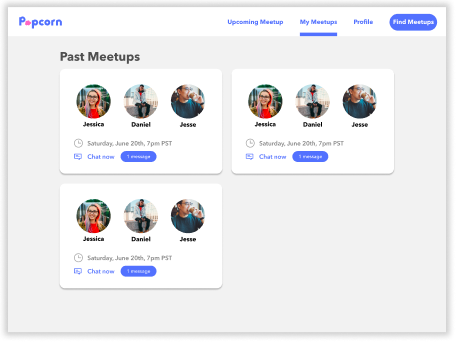 Popcorn
Upcoming Meetup My Meetups Profile Find Meetups
Past Meetups
Jessica Daniel Jesse
Saturday, June 20th, 7pm PST
Chat now 1 message
Jessica Daniel Jesse
Saturday, June 20th, 7pm PST
Chat now 1 message
Jessica Daniel Jesse
Saturday, June 20th, 7pm PST
Chat now 1 message